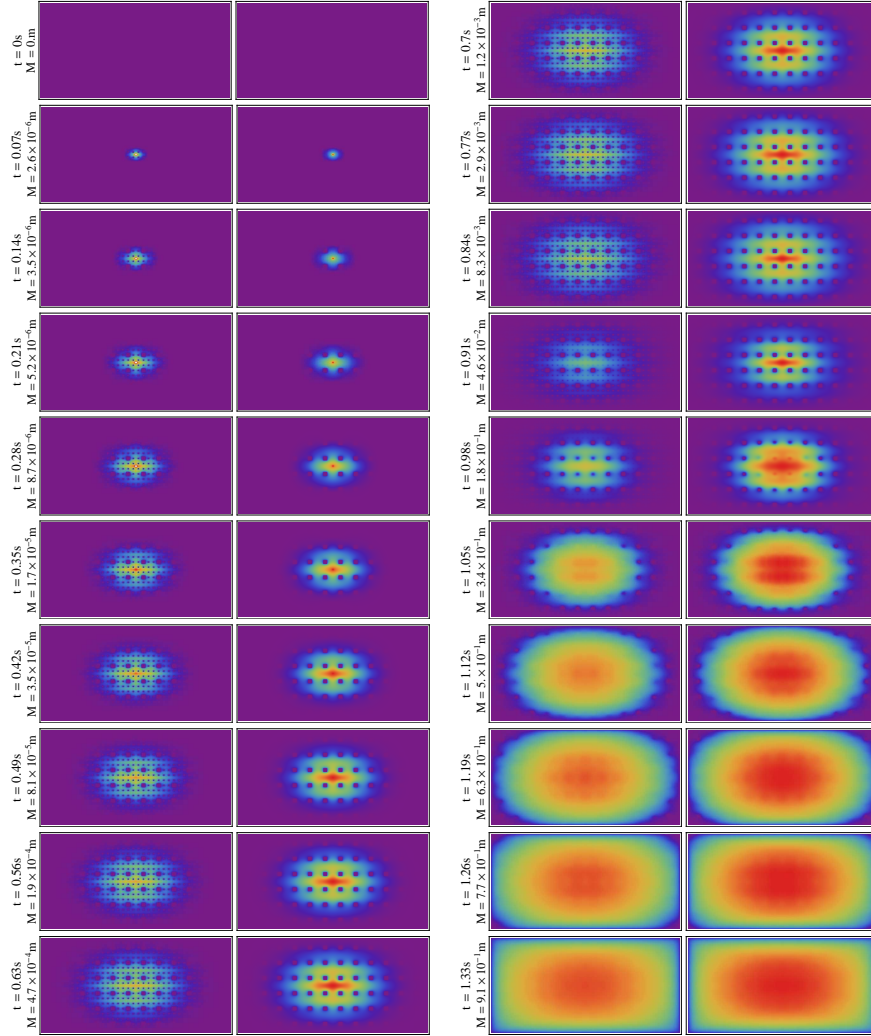 t = 0s
M = 0.m
t = 0.07s
M = 2.6×10⁻⁶m
t = 0.14s
M = 3.5×10⁻⁶m
t = 0.21s
M = 5.2×10⁻⁶m
t = 0.28s
M = 8.7×10⁻⁶m
t = 0.35s
M = 1.7×10⁻⁵m
t = 0.42s
M = 3.5×10⁻⁵m
t = 0.49s
M = 8.1×10⁻⁵m
t = 0.56s
M = 1.9×10⁻⁴m
t = 0.63s
M = 4.7×10⁻⁴m
t = 0.7s
M = 1.2×10⁻³m
t = 0.77s
M = 2.9×10⁻³m
t = 0.84s
M = 8.3×10⁻³m
t = 0.91s
M = 4.6×10⁻²m
t = 0.98s
M = 1.8×10⁻¹m
t = 1.05s
M = 3.4×10⁻¹m
t = 1.12s
M = 5.×10⁻¹m
t = 1.19s
M = 6.3×10⁻¹m
t = 1.26s
M = 7.7×10⁻¹m
t = 1.33s
M = 9.1×10⁻¹m